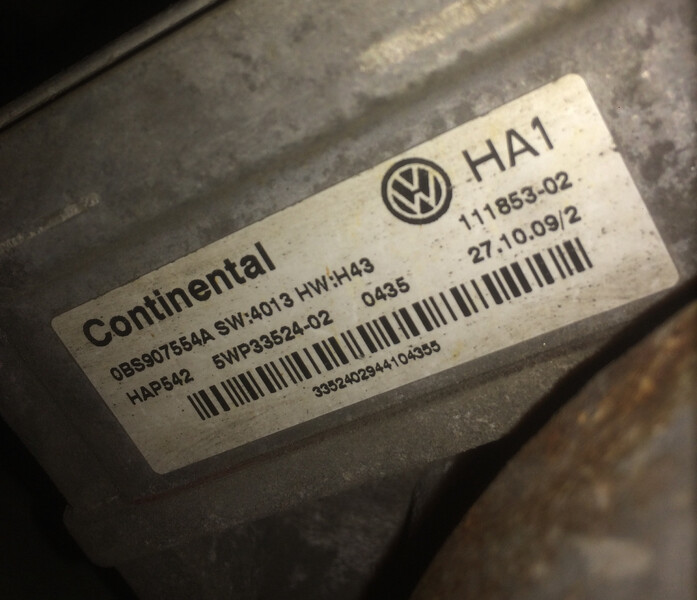 HA1
111853-02
27.10.09/2
Continental
0BS907554A SW:4013 HW:H43
HAP542 5WP33524-02 0435
3352402944104355